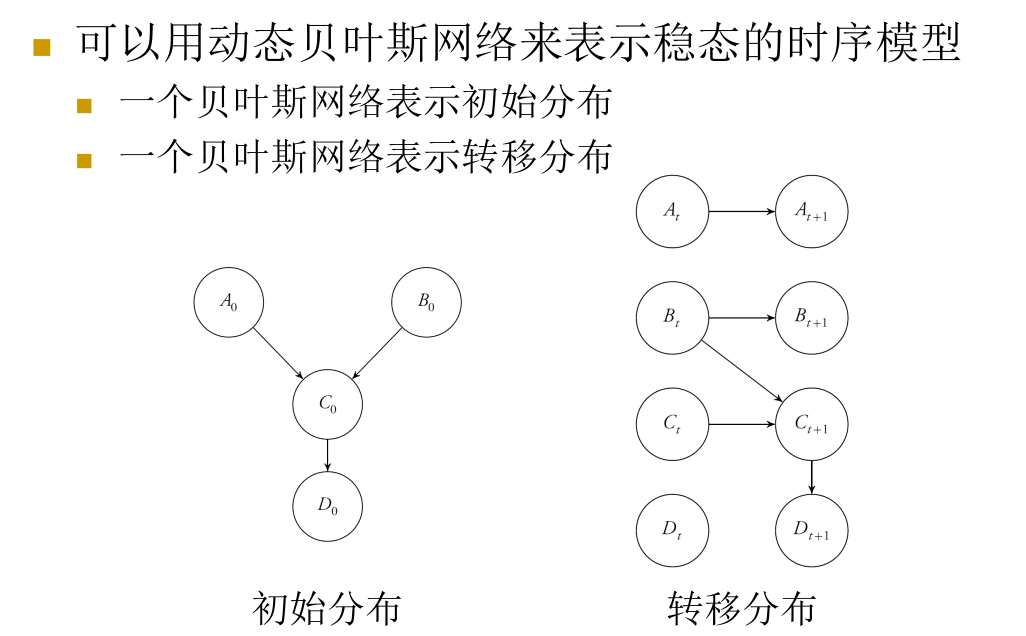 可以用动态贝叶斯网络来表示稳态的时序模型
一个贝叶斯网络表示初始分布
一个贝叶斯网络表示转移分布
A_t A_{t+1}
A_0 B_0
B_t B_{t+1}
C_0
C_t C_{t+1}
D_0
D_t D_{t+1}
初始分布 转移分布